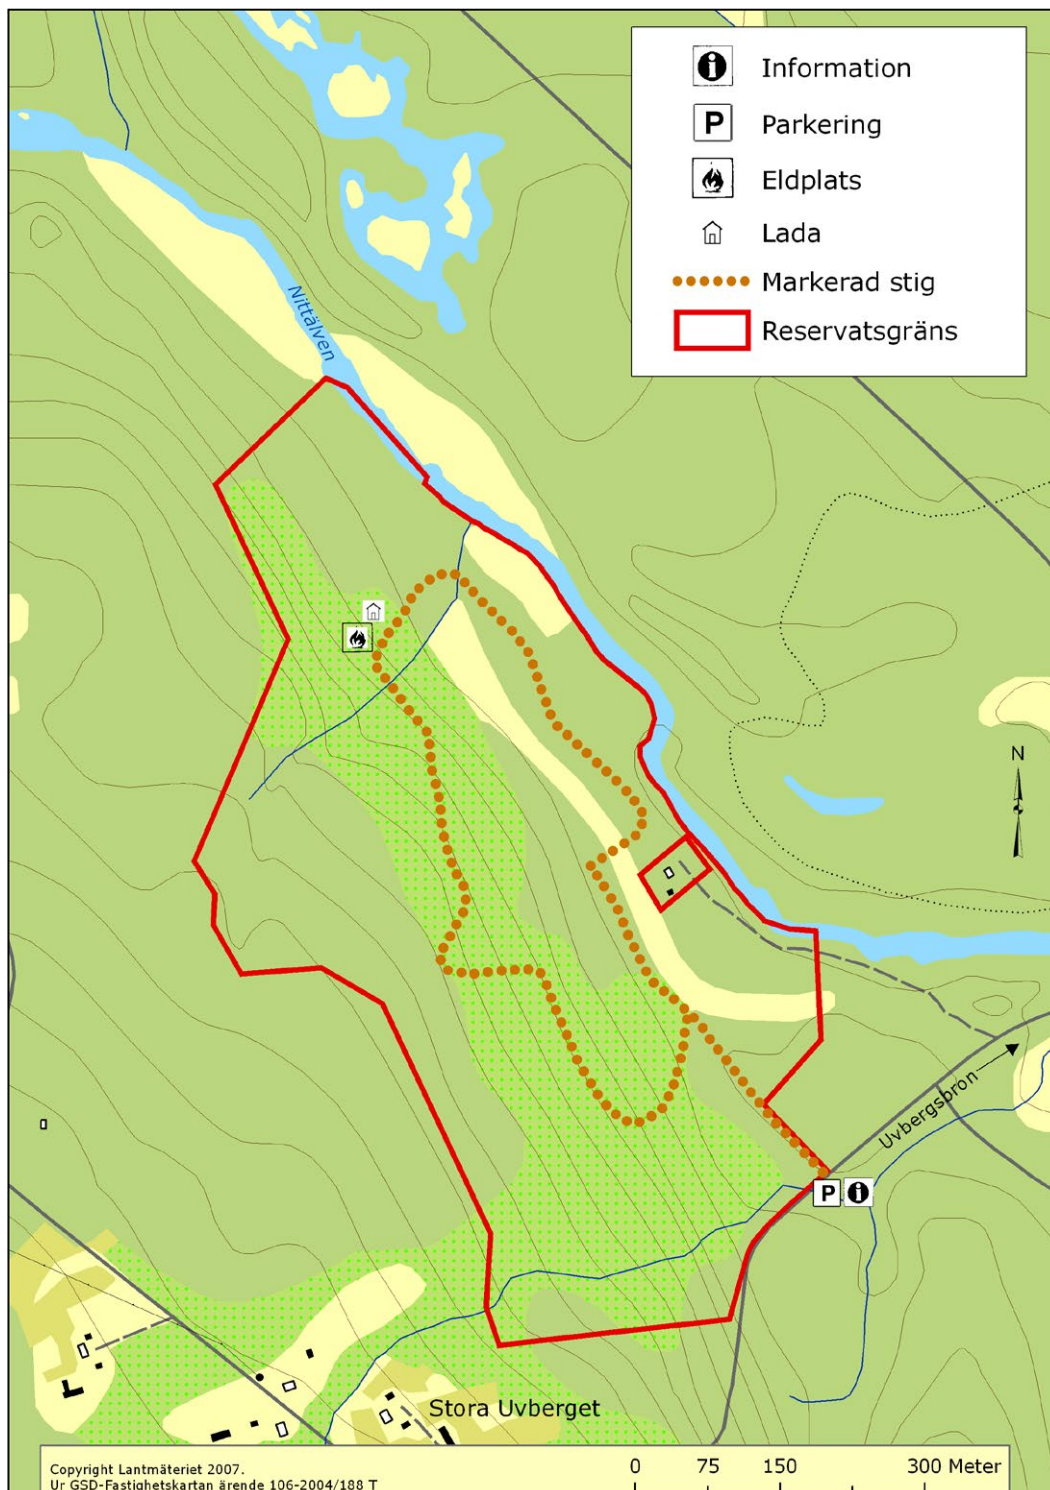 Information
P Parkering
Eldplats
Lada
Markerad stig
Reservatsgräns
Nittälven
N
Uvbergsbron
P
Stora Uvberget
Copyright Lantmäteriet 2007.
Ur GSD-Fastighetskartan ärende 106-2004/188 T
0 75 150 300 Meter